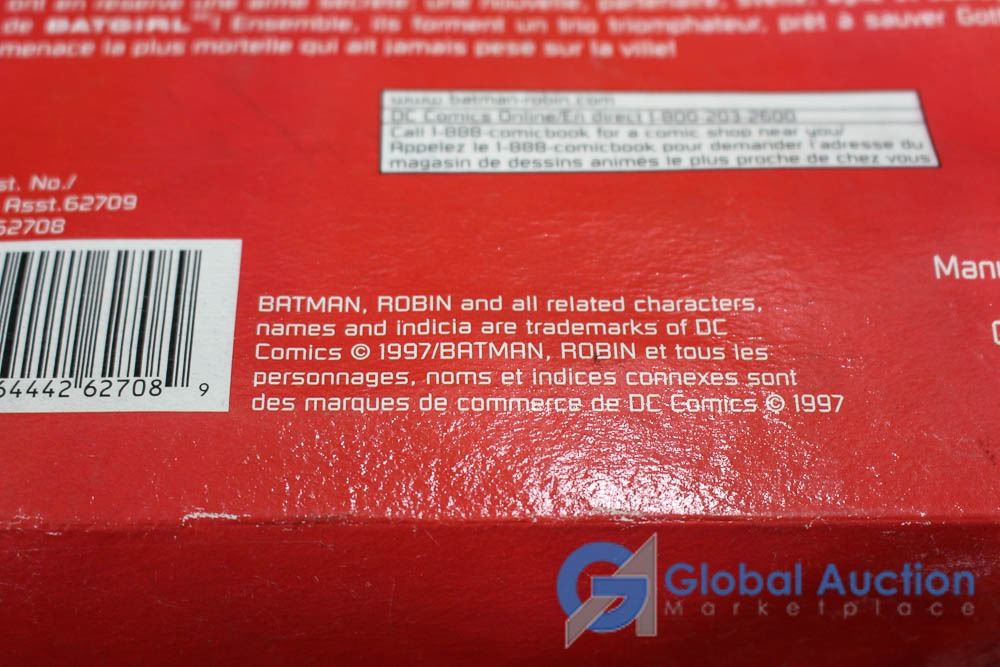 de BATGIRL™! Ensemble, ils forment un trio triomphateur, prêt à sauver
menace la plus mortelle qui ait jamais pesé sur la ville!
www.batman-robin.com
DC Comics Online/En direct 1-800-203-2600
Call 1-888-comicbook for a comic shop near you/
Appelez le 1-888-comicbook pour demander l'adresse du
magasin de dessins animés le plus proche de chez vous
st. No./
Asst.62709
62708
64442 62708 9
BATMAN, ROBIN and all related characters,
names and indicia are trademarks of DC
Comics © 1997/BATMAN, ROBIN et tous les
personnages, noms et indices connexes sont
des marques de commerce de DC Comics © 1997
Global Auction
Marketplace